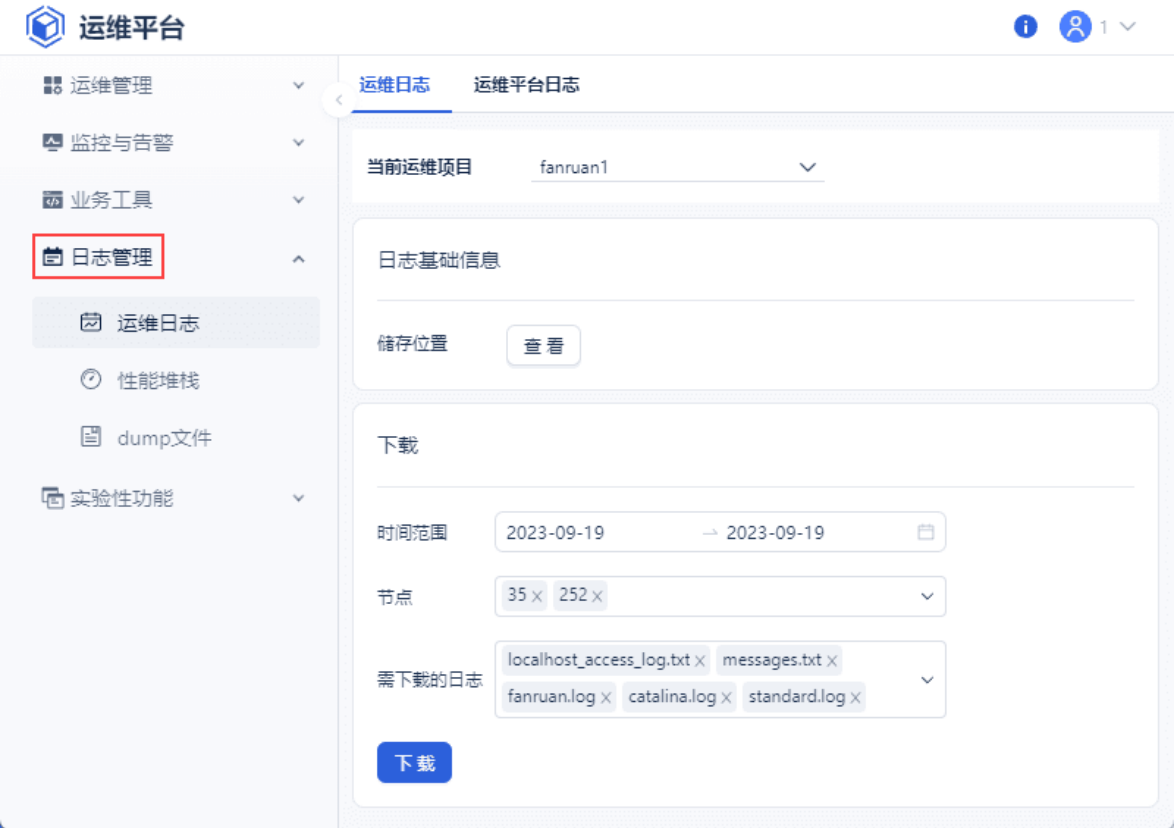 运维平台
1
运维管理
监控与告警
业务工具
日志管理
运维日志
性能堆栈
dump文件
实验性功能
运维日志 运维平台日志
当前运维项目 fanruan1
日志基础信息
储存位置 查看
下载
时间范围 2023-09-19 → 2023-09-19
节点 35 × 252 ×
需下载的日志 localhost_access_log.txt × messages.txt ×
fanruan.log × catalina.log × standard.log ×
下载